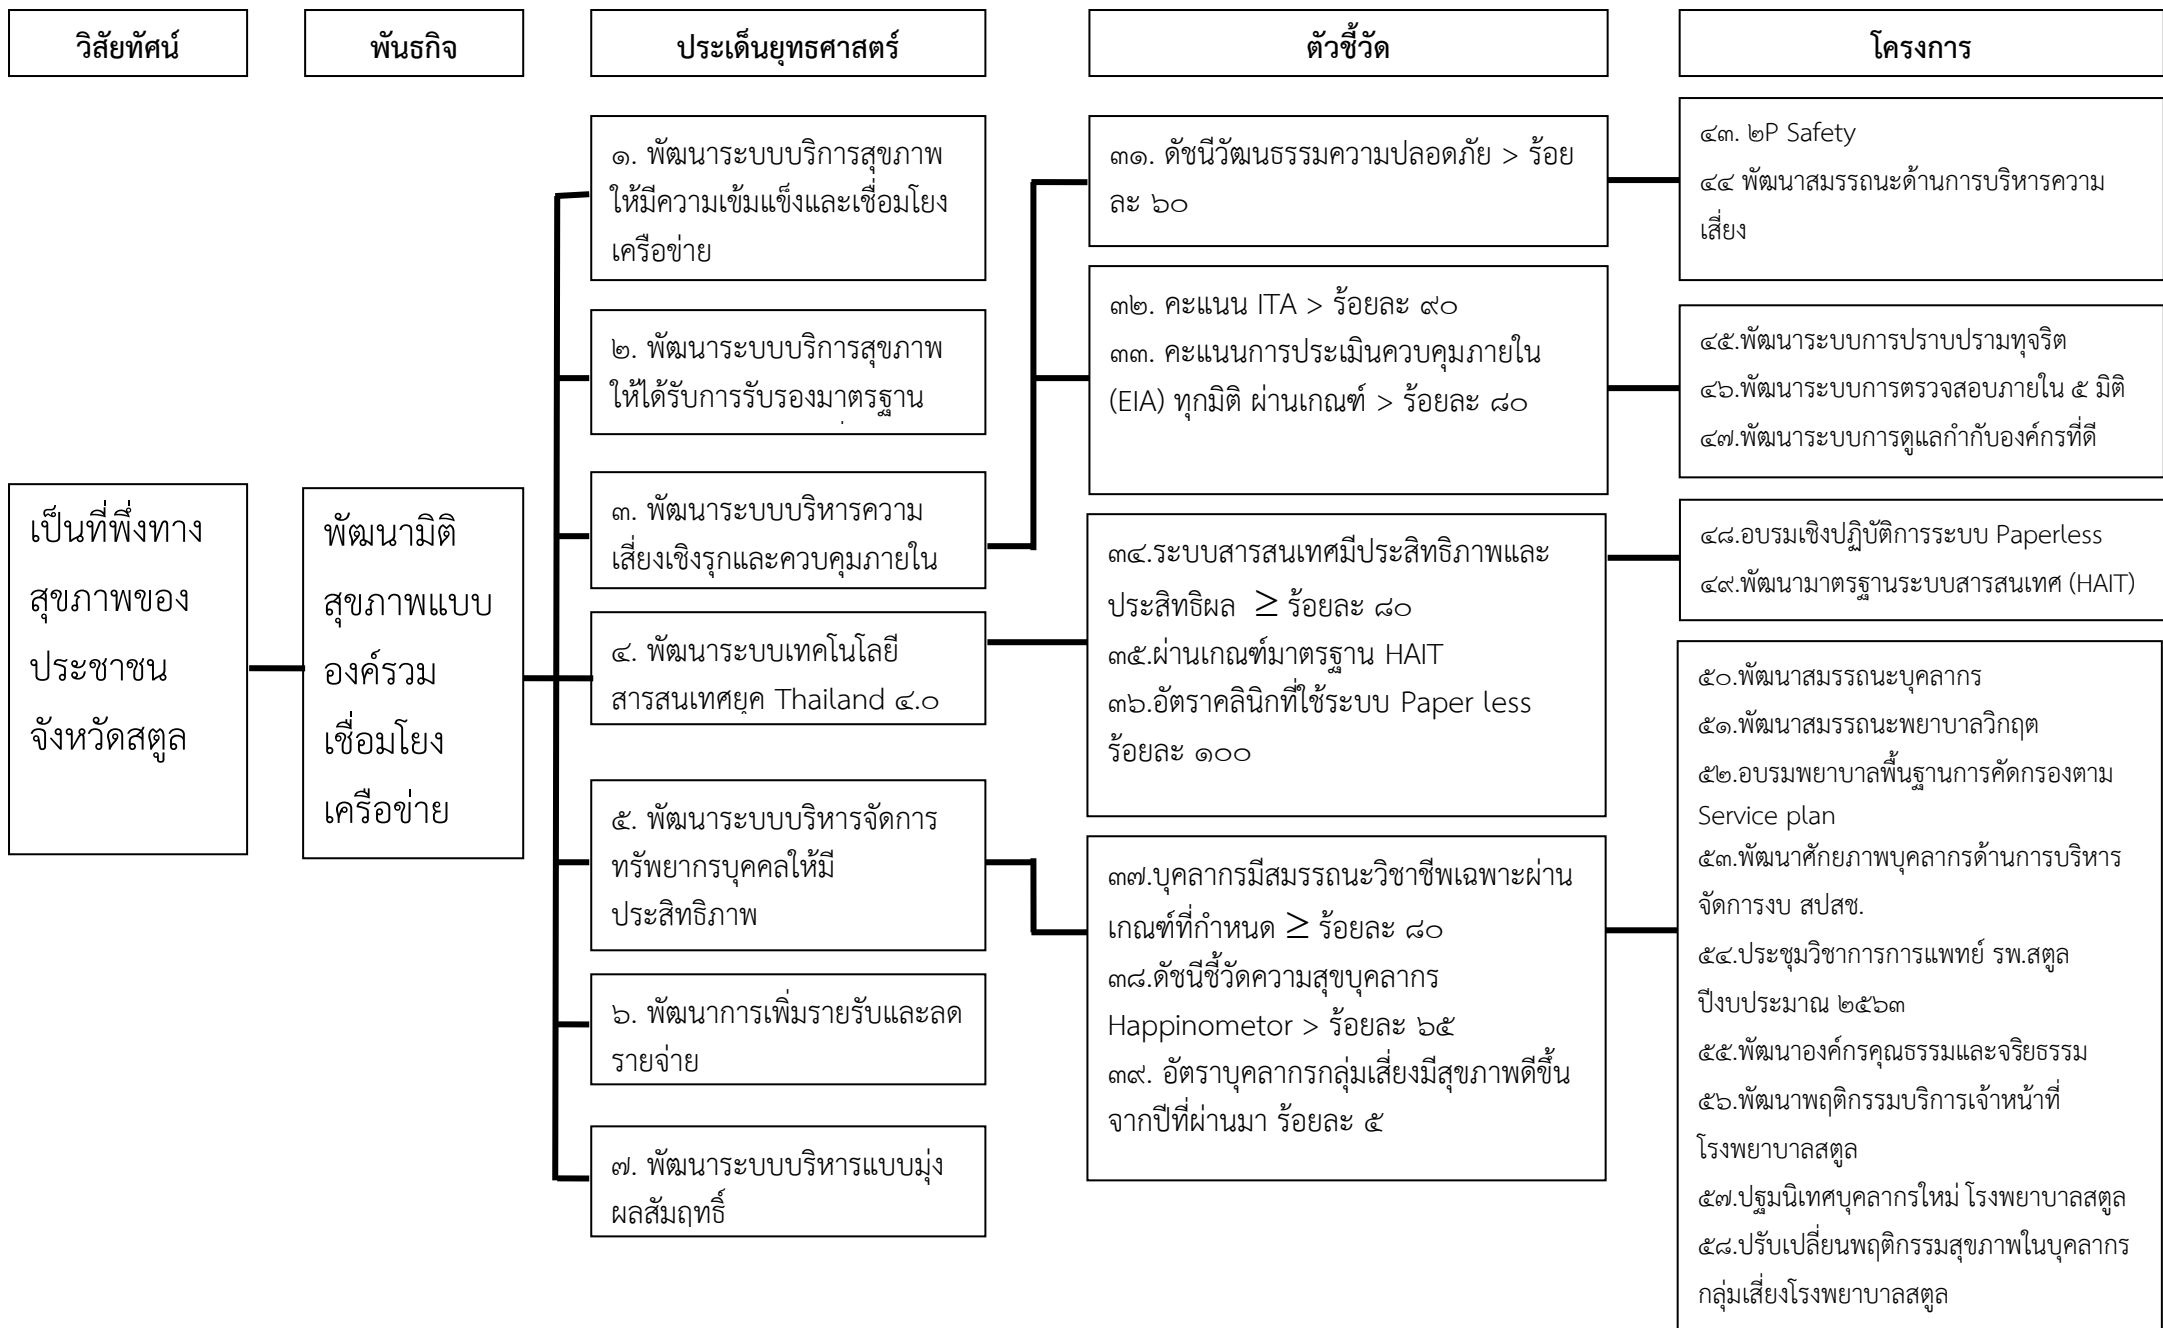 วิสัยทัศน์
พันธกิจ
ประเด็นยุทธศาสตร์
ตัวชี้วัด
โครงการ
เป็นที่พึ่งทาง
สุขภาพของ
ประชาชน
จังหวัดสตูล
พัฒนามิติ
สุขภาพแบบ
องค์รวม
เชื่อมโยง
เครือข่าย
๑. พัฒนาระบบบริการสุขภาพ
ให้มีความเข้มแข็งและเชื่อมโยง
เครือข่าย
๒. พัฒนาระบบบริการสุขภาพ
ให้ได้รับการรับรองมาตรฐาน
๓. พัฒนาระบบบริหารความ
เสี่ยงเชิงรุกและควบคุมภายใน
๔. พัฒนาระบบเทคโนโลยี
สารสนเทศยุค Thailand ๔.๐
๕. พัฒนาระบบบริหารจัดการ
ทรัพยากรบุคคลให้มี
ประสิทธิภาพ
๖. พัฒนาการเพิ่มรายรับและลด
รายจ่าย
๗. พัฒนาระบบบริหารแบบมุ่ง
ผลสัมฤทธิ์
๓๑. ดัชนีวัฒนธรรมความปลอดภัย > ร้อย
ละ ๖๐
๓๒. คะแนน ITA > ร้อยละ ๙๐
๓๓. คะแนนการประเมินควบคุมภายใน
(EIA) ทุกมิติ ผ่านเกณฑ์ > ร้อยละ ๘๐
๓๔.ระบบสารสนเทศมีประสิทธิภาพและ
ประสิทธิผล ≥ ร้อยละ ๘๐
๓๕.ผ่านเกณฑ์มาตรฐาน HAIT
๓๖.อัตราคลินิกที่ใช้ระบบ Paper less
ร้อยละ ๑๐๐
๓๗.บุคลากรมีสมรรถนะวิชาชีพเฉพาะผ่าน
เกณฑ์ที่กำหนด ≥ ร้อยละ ๘๐
๓๘.ดัชนีชี้วัดความสุขบุคลากร
Happinometor > ร้อยละ ๖๕
๓๙. อัตราบุคลากรกลุ่มเสี่ยงมีสุขภาพดีขึ้น
จากปีที่ผ่านมา ร้อยละ ๕
๔๓. ๒P Safety
๔๔ พัฒนาสมรรถนะด้านการบริหารความ
เสี่ยง
๔๕.พัฒนาระบบการปราบปรามทุจริต
๔๖.พัฒนาระบบการตรวจสอบภายใน ๕ มิติ
๔๗.พัฒนาระบบการดูแลกำกับองค์กรที่ดี
๔๘.อบรมเชิงปฏิบัติการระบบ Paperless
๔๙.พัฒนามาตรฐานระบบสารสนเทศ (HAIT)
๕๐.พัฒนาสมรรถนะบุคลากร
๕๑.พัฒนาสมรรถนะพยาบาลวิกฤต
๕๒.อบรมพยาบาลพื้นฐานการคัดกรองตาม
Service plan
๕๓.พัฒนาศักยภาพบุคลากรด้านการบริหาร
จัดการงบ สปสช.
๕๔.ประชุมวิชาการการแพทย์ รพ.สตูล
ปีงบประมาณ ๒๕๖๓
๕๕.พัฒนาองค์กรคุณธรรมและจริยธรรม
๕๖.พัฒนาพฤติกรรมบริการเจ้าหน้าที่
โรงพยาบาลสตูล
๕๗.ปฐมนิเทศบุคลากรใหม่ โรงพยาบาลสตูล
๕๘.ปรับเปลี่ยนพฤติกรรมสุขภาพในบุคลากร
กลุ่มเสี่ยงโรงพยาบาลสตูล